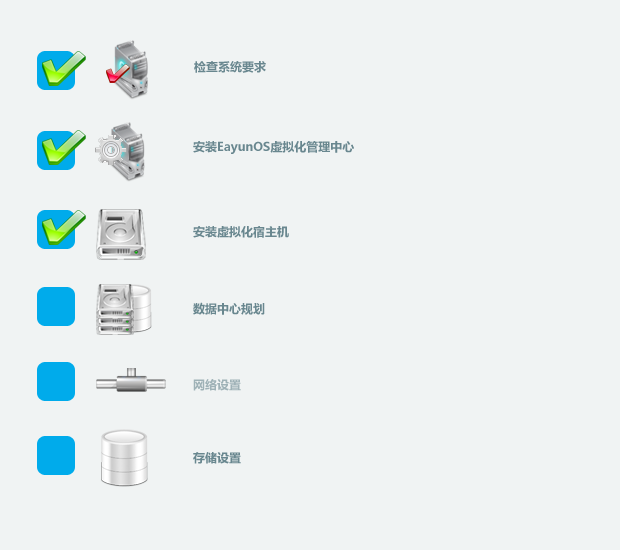 检查系统要求
安装EayunOS虚拟化管理中心
安装虚拟化宿主机
数据中心规划
网络设置
存储设置